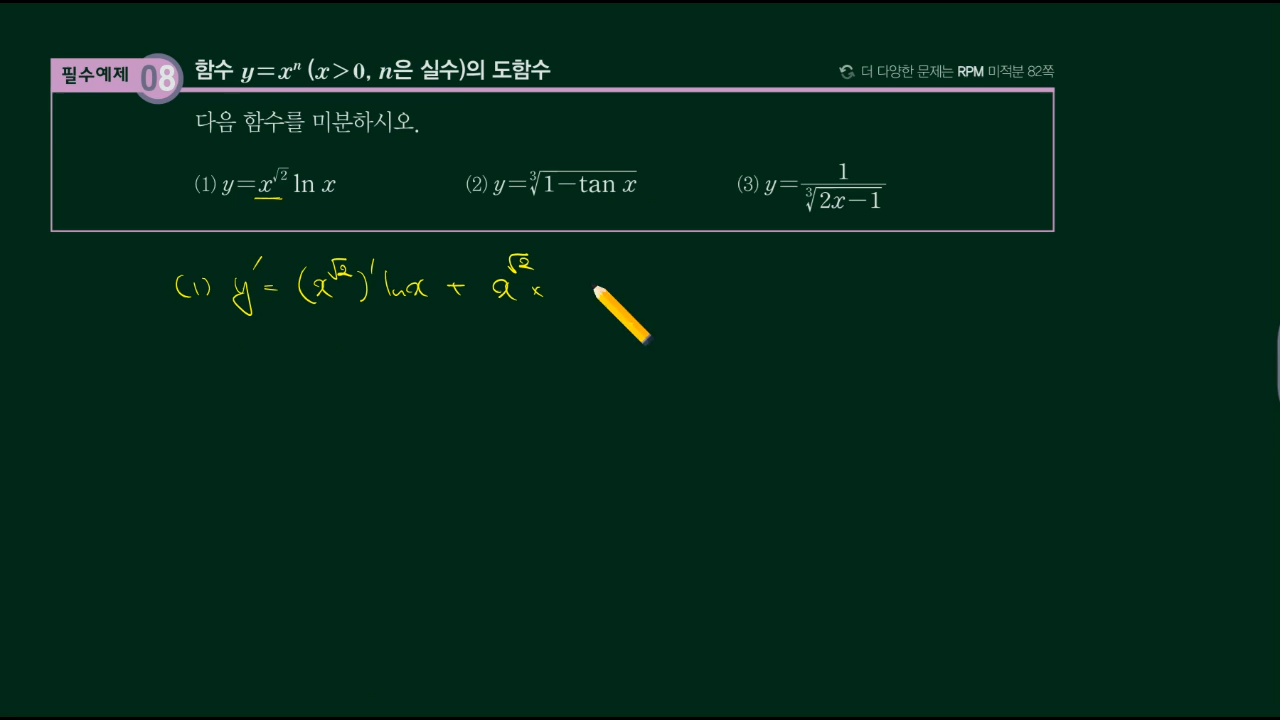 필수예제 08 함수 y=xⁿ (x>0, n은 실수)의 도함수 더 다양한 문제는 RPM 미적분 82쪽
다음 함수를 미분하시오.
(1) y=x^√2 ln x (2) y=∛(1−tan x) (3) y=1/∛(2x−1)
(1) y′ = (x^√2)′ ln x + x^√2 ×